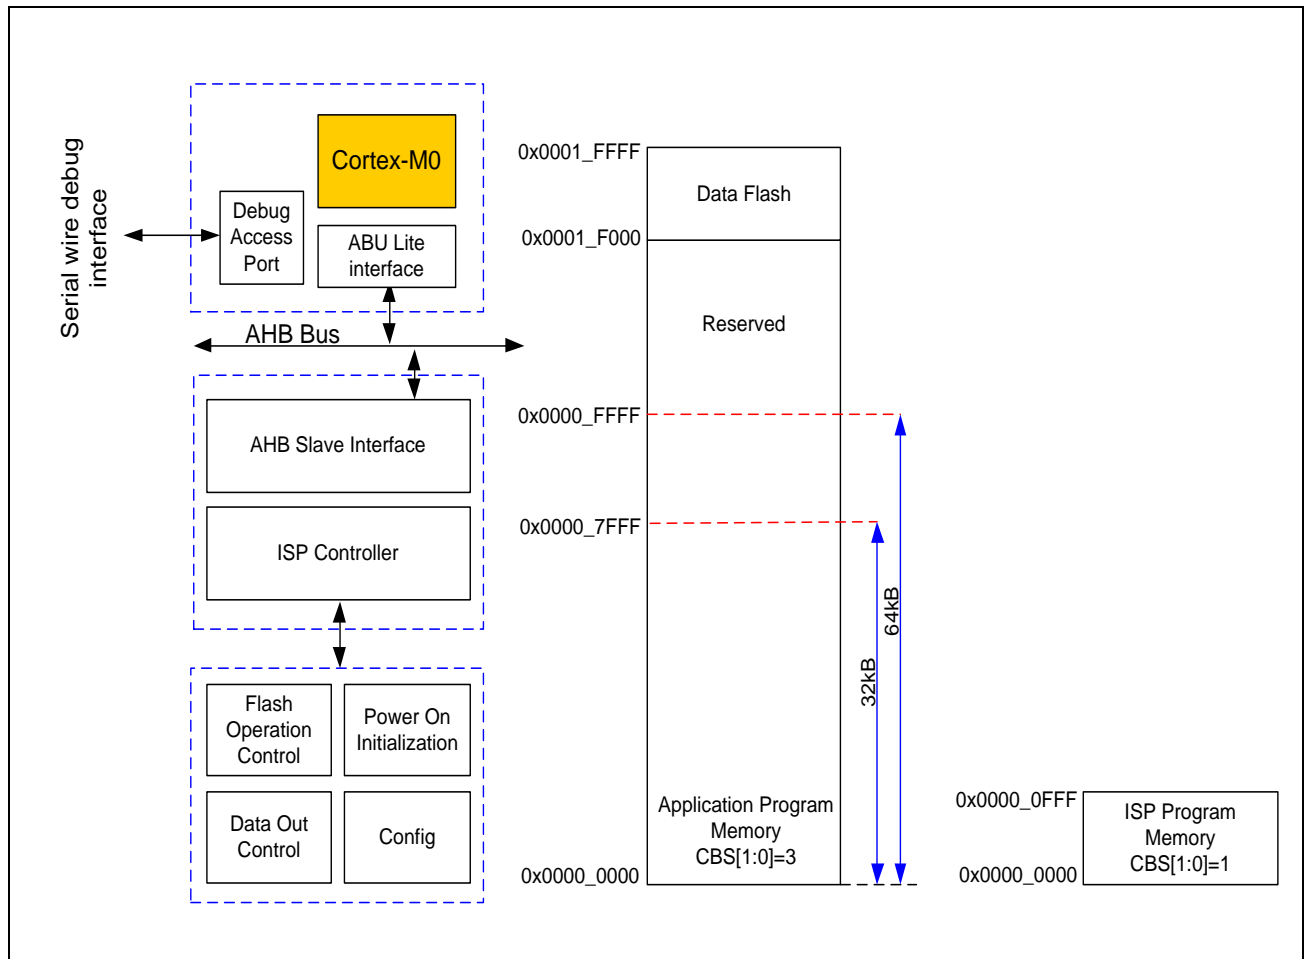 Serial wire debug
interface
Cortex-M0
Debug
Access
Port
ABU Lite
interface
AHB Bus
AHB Slave Interface
ISP Controller
Flash
Operation
Control
Power On
Initialization
Data Out
Control
Config
0x0001_FFFF
Data Flash
0x0001_F000
Reserved
0x0000_FFFF
0x0000_7FFF
64kB
32kB
Application Program
Memory
CBS[1:0]=3
0x0000_0000
0x0000_0FFF
ISP Program
Memory
CBS[1:0]=1
0x0000_0000